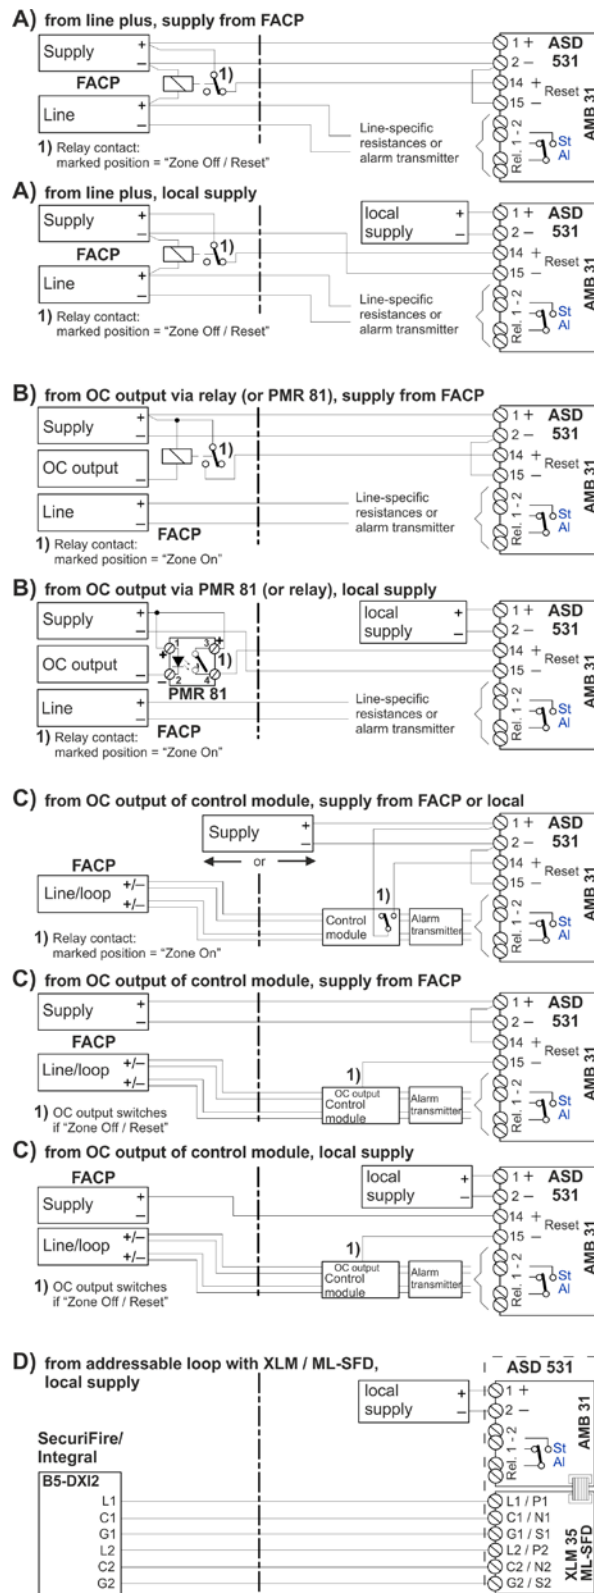 A) from line plus, supply from FACP
Supply + –
FACP
Line + –
1)
1) Relay contact:
marked position = “Zone Off / Reset”
Line-specific
resistances or
alarm transmitter
1 + ASD
2 – 531
14 + Reset
15 –
Rel. 1 - 2
St
Al
AMB 31
A) from line plus, local supply
Supply + –
FACP
Line + –
1)
1) Relay contact:
marked position = “Zone Off / Reset”
local
supply + –
Line-specific
resistances or
alarm transmitter
1 + ASD
2 – 531
14 + Reset
15 –
Rel. 1 - 2
St
Al
AMB 31
B) from OC output via relay (or PMR 81), supply from FACP
Supply + –
OC output –
Line + –
FACP
1)
1) Relay contact:
marked position = “Zone On”
Line-specific
resistances or
alarm transmitter
1 + ASD
2 – 531
14 + Reset
15 –
Rel. 1 - 2
St
Al
AMB 31
B) from OC output via PMR 81 (or relay), local supply
Supply + –
OC output –
Line + –
FACP
1 3 +
+ 1)
– 2 4
PMR 81
1) Relay contact:
marked position = “Zone On”
local
supply + –
Line-specific
resistances or
alarm transmitter
1 + ASD
2 – 531
14 + Reset
15 –
Rel. 1 - 2
St
Al
AMB 31
C) from OC output of control module, supply from FACP or local
Supply + –
or
FACP
Line/loop +/– +/–
1)
Control
module
Alarm
transmitter
1) Relay contact:
marked position = “Zone On”
1 + ASD
2 – 531
14 + Reset
15 –
Rel. 1 - 2
St
Al
AMB 31
C) from OC output of control module, supply from FACP
Supply + –
FACP
Line/loop +/– +/–
1)
OC output
Control
module
Alarm
transmitter
1) OC output switches
if “Zone Off / Reset”
1 + ASD
2 – 531
14 + Reset
15 –
Rel. 1 - 2
St
Al
AMB 31
C) from OC output of control module, local supply
FACP
Supply + –
Line/loop +/– +/–
local
supply + –
1)
OC output
Control
module
Alarm
transmitter
1) OC output switches
if “Zone Off / Reset”
1 + ASD
2 – 531
14 + Reset
15 –
Rel. 1 - 2
St
Al
AMB 31
D) from addressable loop with XLM / ML-SFD,
local supply
ASD 531
local
supply + –
1 +
2 –
Rel. 1 - 2
St
Al
AMB 31
SecuriFire/
Integral
B5-DXI2
L1 L1 / P1
C1 C1 / N1
G1 G1 / S1
L2 L2 / P2
C2 C2 / N2
G2 G2 / S2
XLM 35
ML-SFD